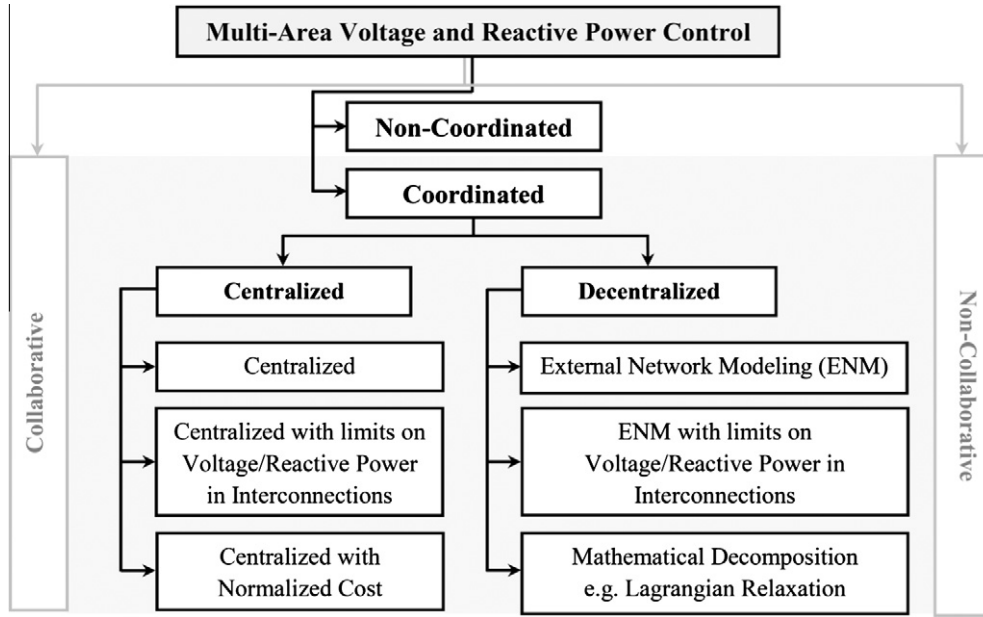 Multi-Area Voltage and Reactive Power Control
Non-Coordinated
Coordinated
Centralized
Decentralized
Collaborative
Non-Collaborative
Centralized
External Network Modeling (ENM)
Centralized with limits on
Voltage/Reactive Power
in Interconnections
ENM with limits on
Voltage/Reactive Power in
Interconnections
Centralized with
Normalized Cost
Mathematical Decomposition
e.g. Lagrangian Relaxation